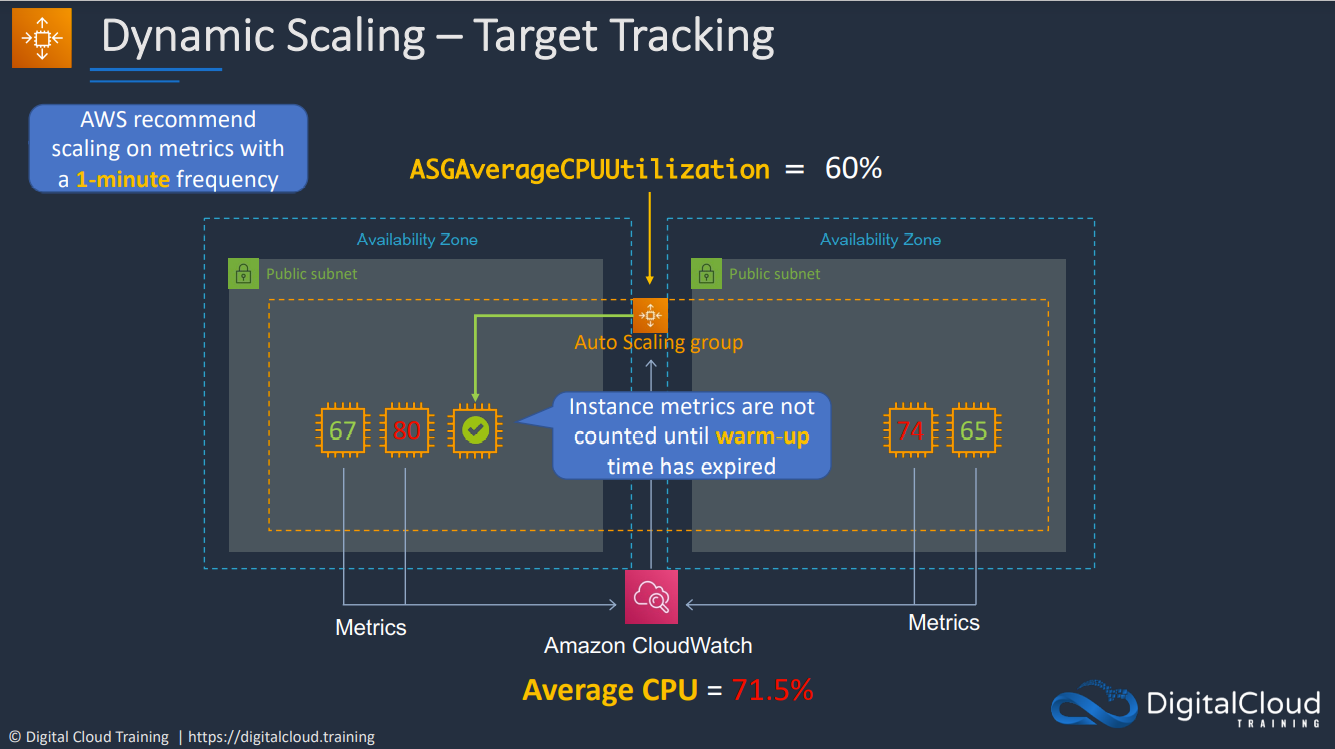 Dynamic Scaling – Target Tracking
AWS recommend
scaling on metrics with
a 1-minute frequency
ASGAverageCPUUtilization = 60%
Availability Zone
Availability Zone
Public subnet
Public subnet
Auto Scaling group
Instance metrics are not
counted until warm-up
time has expired
67
80
74
65
Metrics
Metrics
Amazon CloudWatch
Average CPU = 71.5%
DigitalCloud
TRAINING
© Digital Cloud Training | https://digitalcloud.training